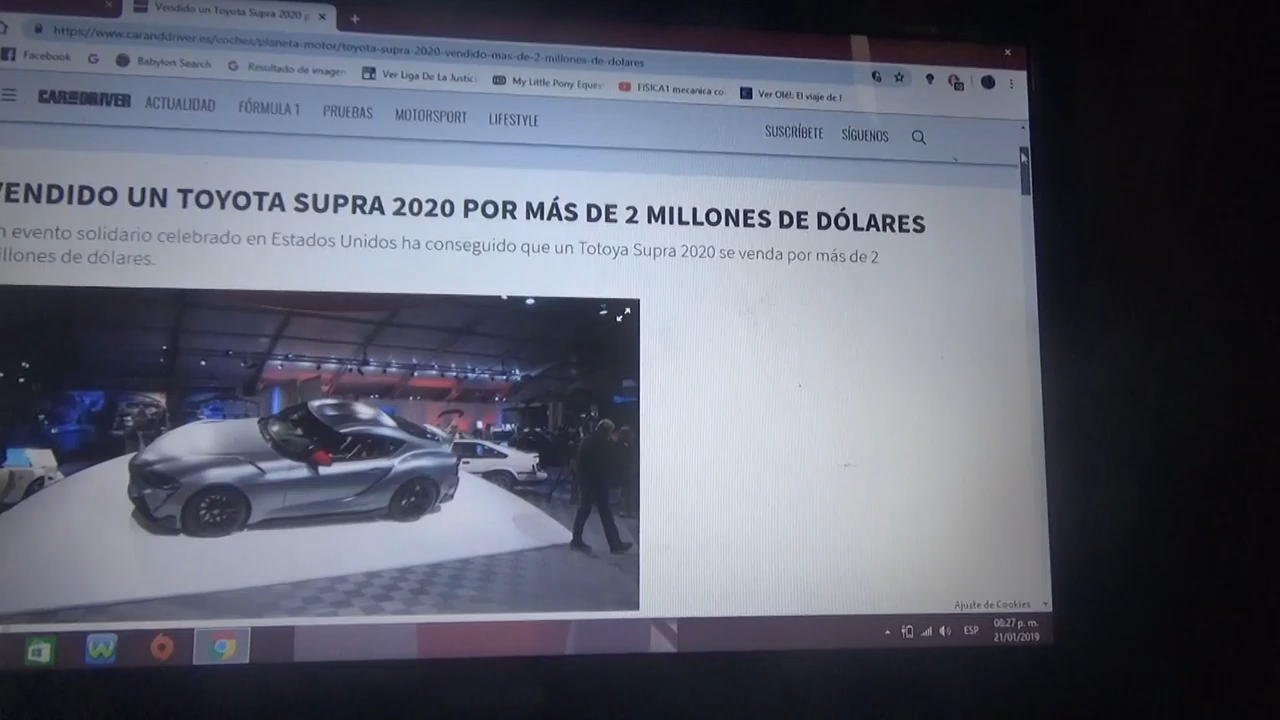 Vendido un Toyota Supra 2020 p
https://www.caranddriver.es/coches/planeta-motor/toyota-supra-2020-vendido-mas-de-2-millones-de-dolares
Facebook Babylon Search Resultado de imagen Ver Liga De La Justic My Little Pony Eques FISICA1 mecanica co Ver Olé!: El viaje de F
CAR AND DRIVER ACTUALIDAD FÓRMULA 1 PRUEBAS MOTORSPORT LIFESTYLE SUSCRÍBETE SÍGUENOS
VENDIDO UN TOYOTA SUPRA 2020 POR MÁS DE 2 MILLONES DE DÓLARES
n evento solidario celebrado en Estados Unidos ha conseguido que un Totoya Supra 2020 se venda por más de 2
illones de dólares.
Ajuste de Cookies
ESP 08:27 p. m.
21/01/2019